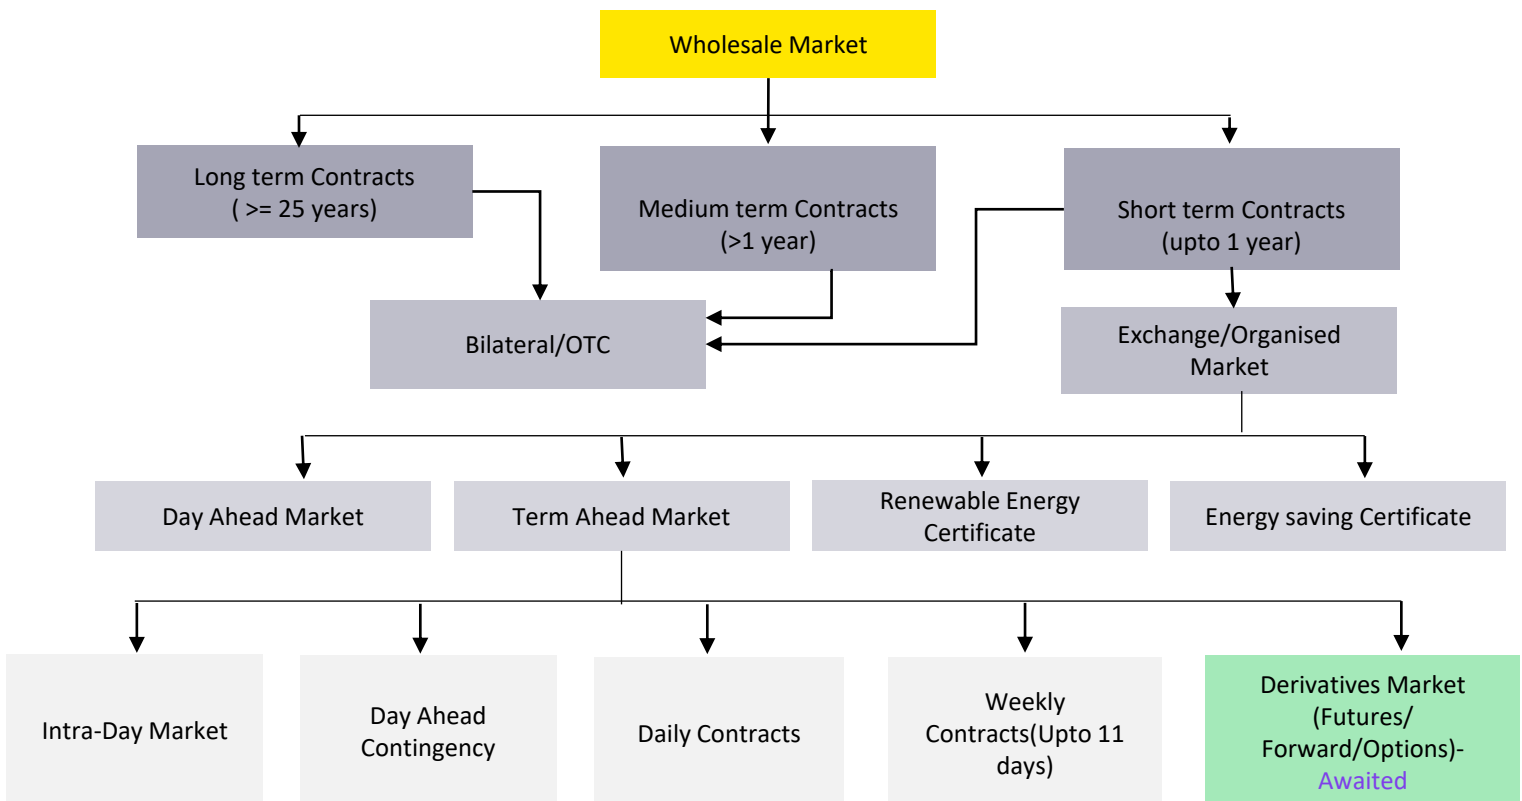 Wholesale Market
Long term Contracts
( >= 25 years)
Medium term Contracts
(>1 year)
Short term Contracts
(upto 1 year)
Bilateral/OTC
Exchange/Organised
Market
Day Ahead Market
Term Ahead Market
Renewable Energy
Certificate
Energy saving Certificate
Intra-Day Market
Day Ahead
Contingency
Daily Contracts
Weekly
Contracts(Upto 11
days)
Derivatives Market
(Futures/
Forward/Options)-
Awaited